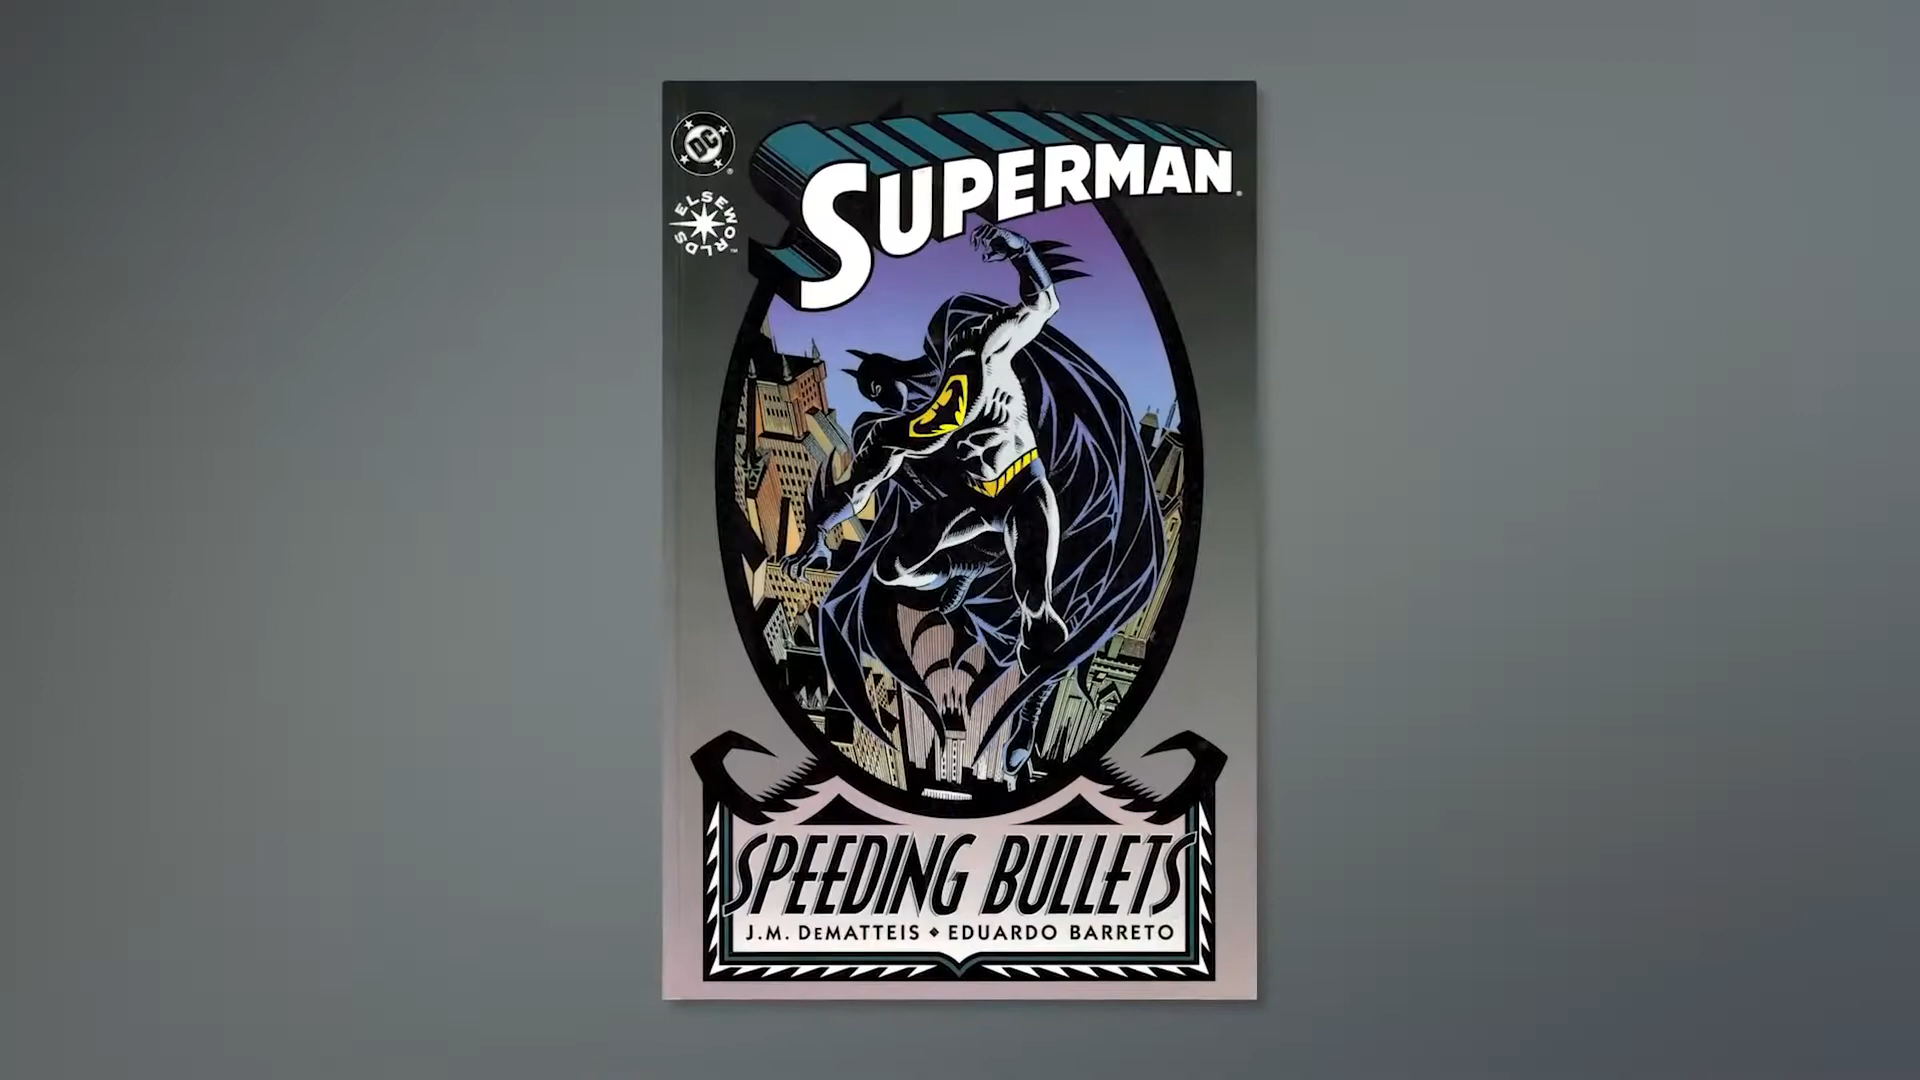 DC
ELSEWORLDS
SUPERMAN
SPEEDING BULLETS
J.M. DEMATTEIS ◆ EDUARDO BARRETO